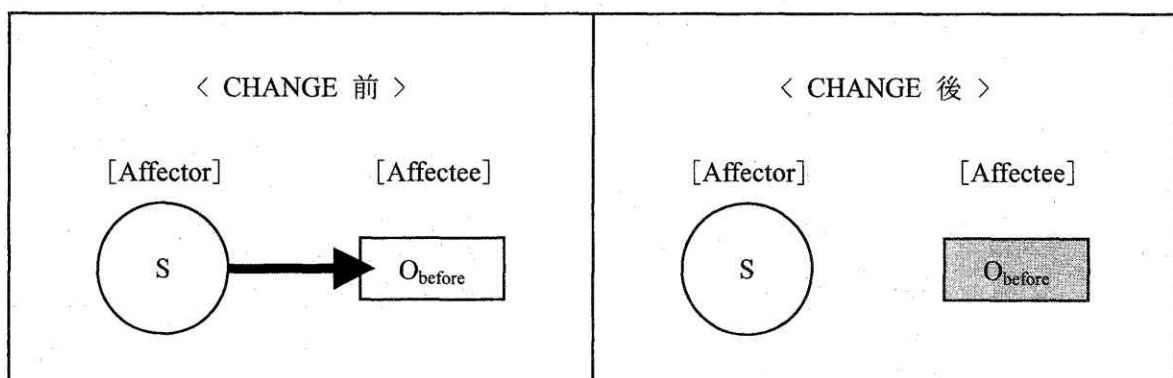 < CHANGE 前 >
[Affector] [Affectee]
S O_before
< CHANGE 後 >
[Affector] [Affectee]
S O_before